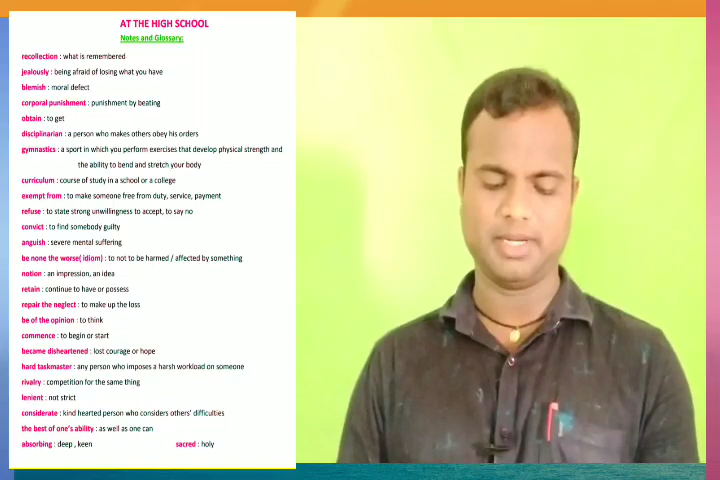 AT THE HIGH SCHOOL
Notes and Glossary:
recollection : what is remembered
jealously : being afraid of losing what you have
blemish : moral defect
corporal punishment : punishment by beating
obtain : to get
disciplinarian : a person who makes others obey his orders
gymnastics : a sport in which you perform exercises that develop physical strength and
the ability to bend and stretch your body
curriculum : course of study in a school or a college
exempt from : to make someone free from duty, service, payment
refuse : to state strong unwillingness to accept, to say no
convict : to find somebody guilty
anguish : severe mental suffering
be none the worse( idiom) : to not to be harmed / affected by something
notion : an impression, an idea
retain : continue to have or possess
repair the neglect : to make up the loss
be of the opinion : to think
commence : to begin or start
became disheartened : lost courage or hope
hard taskmaster : any person who imposes a harsh workload on someone
rivalry : competition for the same thing
lenient : not strict
considerate : kind hearted person who considers others' difficulties
the best of one's ability : as well as one can
absorbing : deep , keen sacred : holy